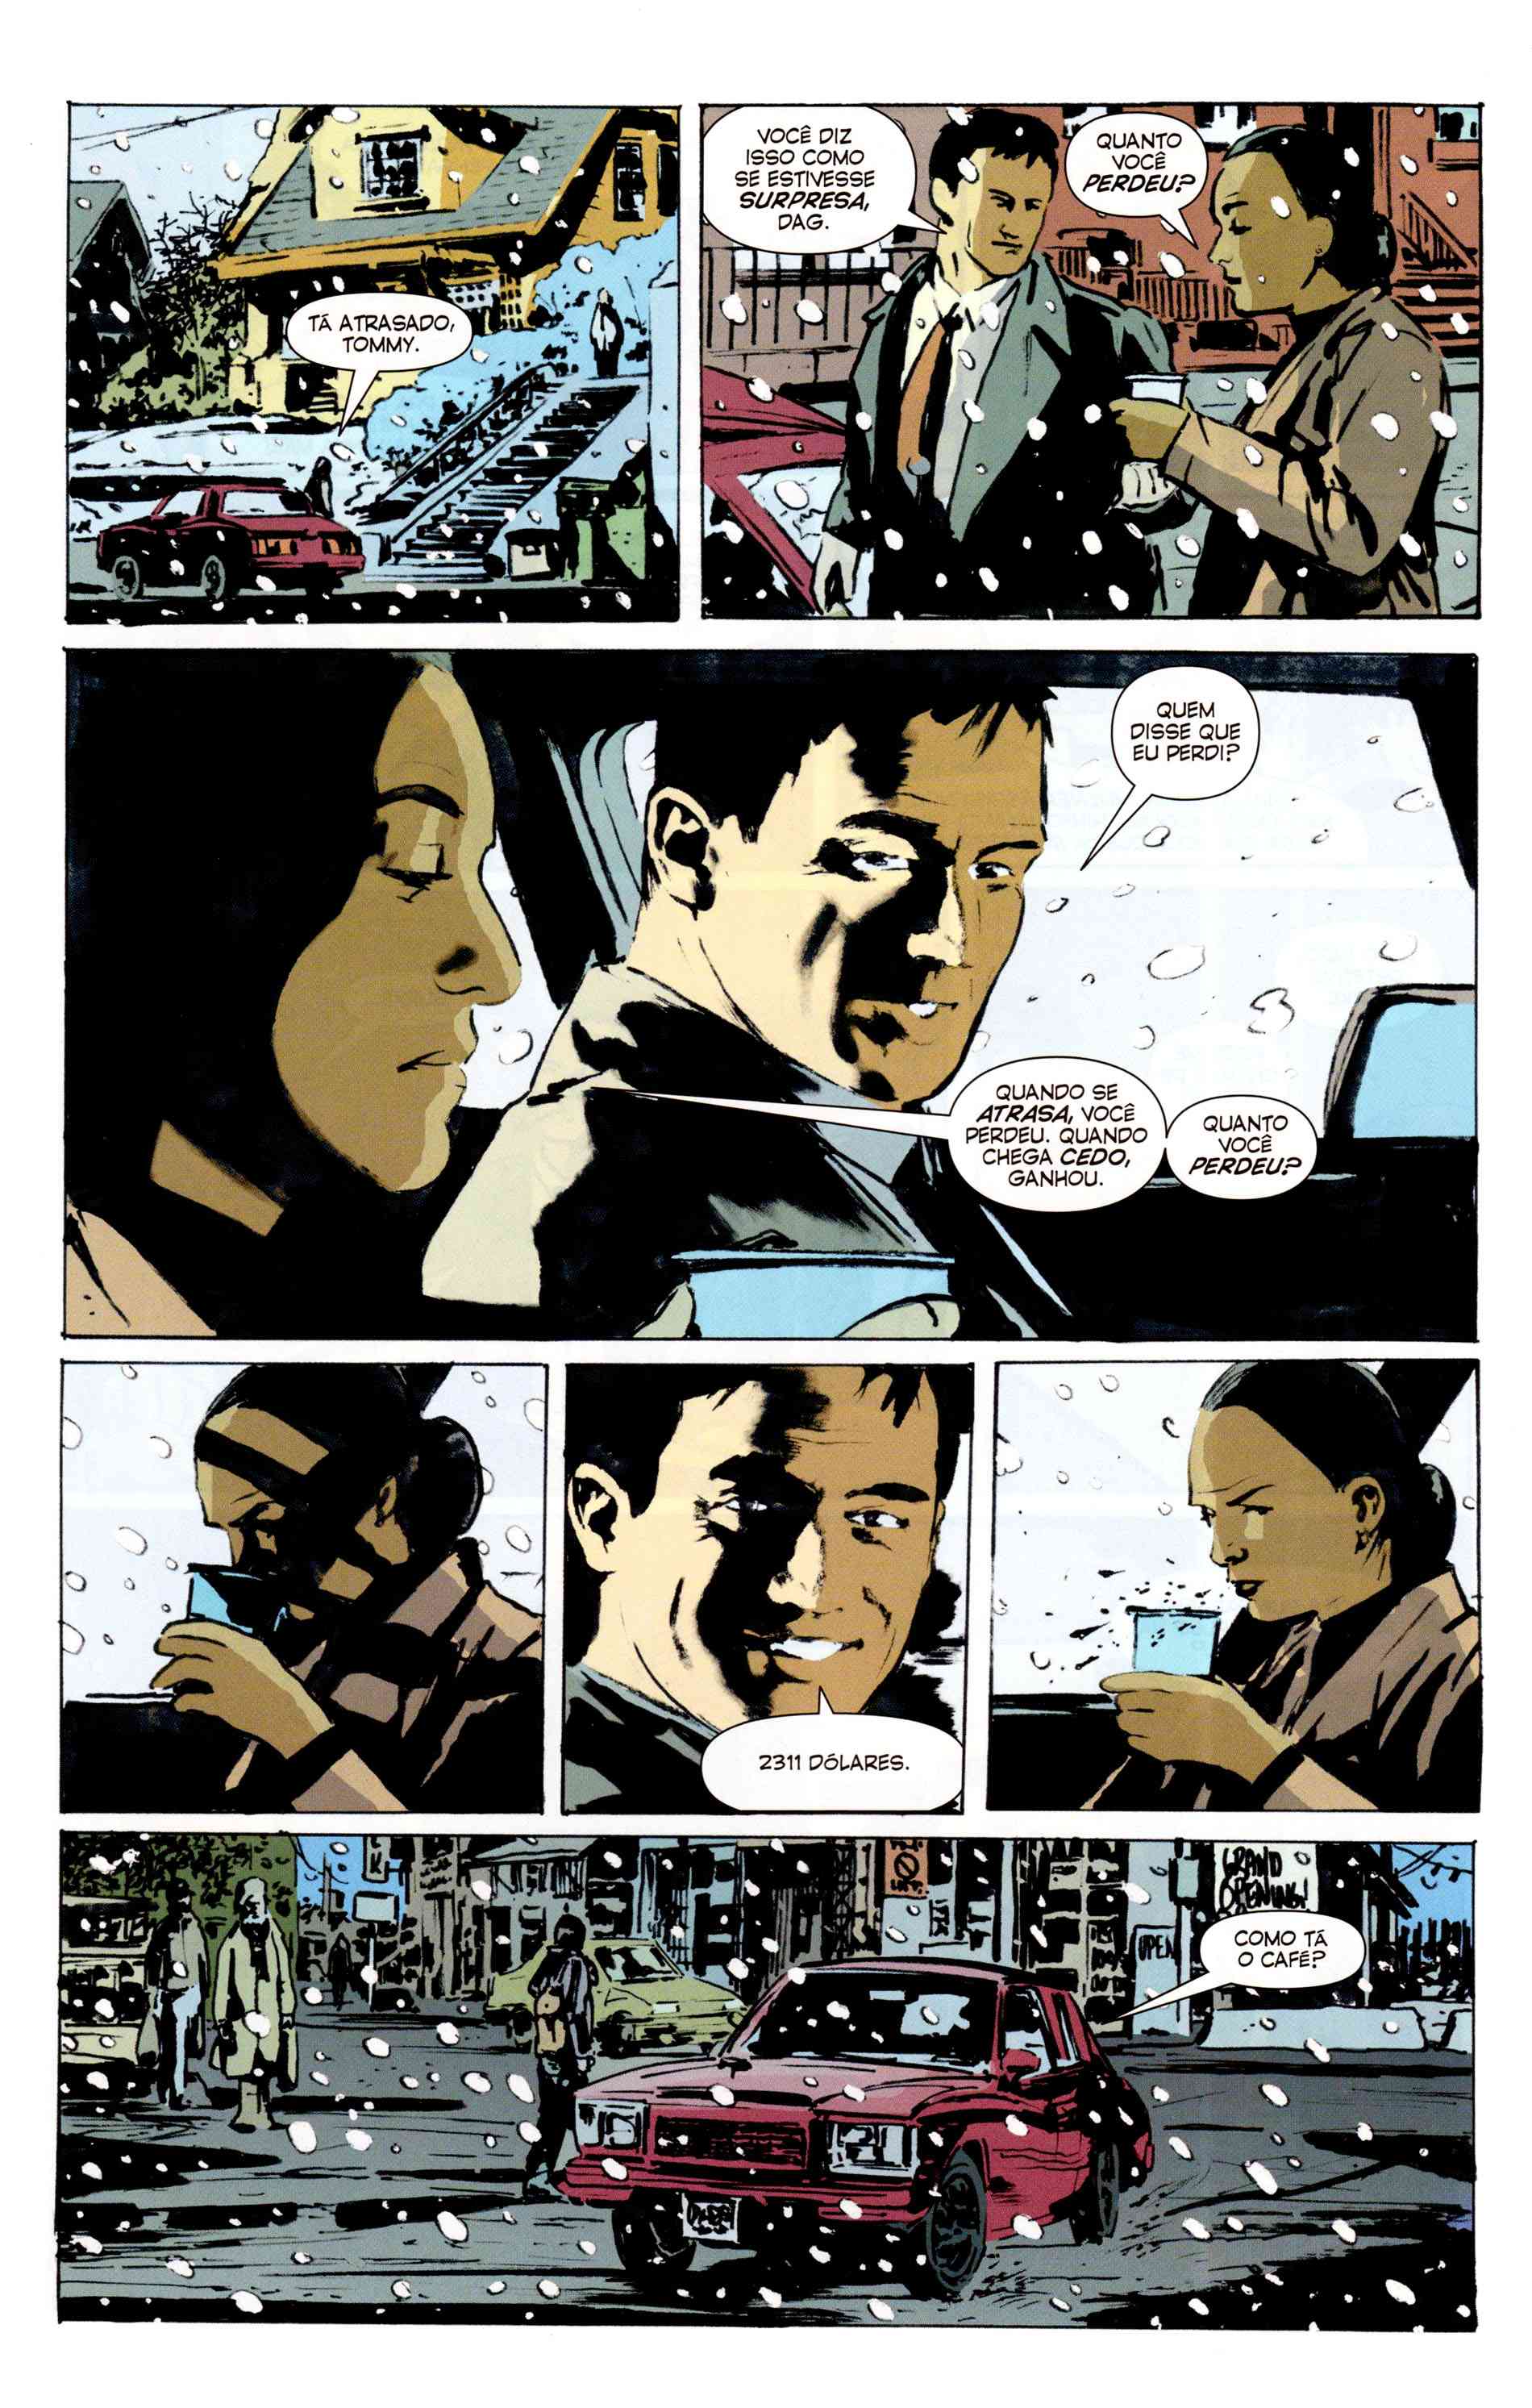 TÁ ATRASADO,
TOMMY.
VOCÊ DIZ
ISSO COMO
SE ESTIVESSE
SURPRESA,
DAG.
QUANTO
VOCÊ
PERDEU?
QUEM
DISSE QUE
EU PERDI?
QUANDO SE
ATRASA, VOCÊ
PERDEU. QUANDO
CHEGA CEDO,
GANHOU.
QUANTO
VOCÊ
PERDEU?
2311 DÓLARES.
GRAND
OPENING!
OPEN
COMO TÁ
O CAFÉ?